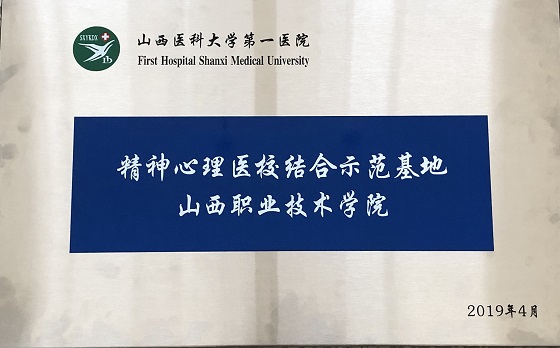 SXYKDX
山西医科大学第一医院
First Hospital Shanxi Medical University
精神心理医校结合示范基地
山西职业技术学院
2019年4月